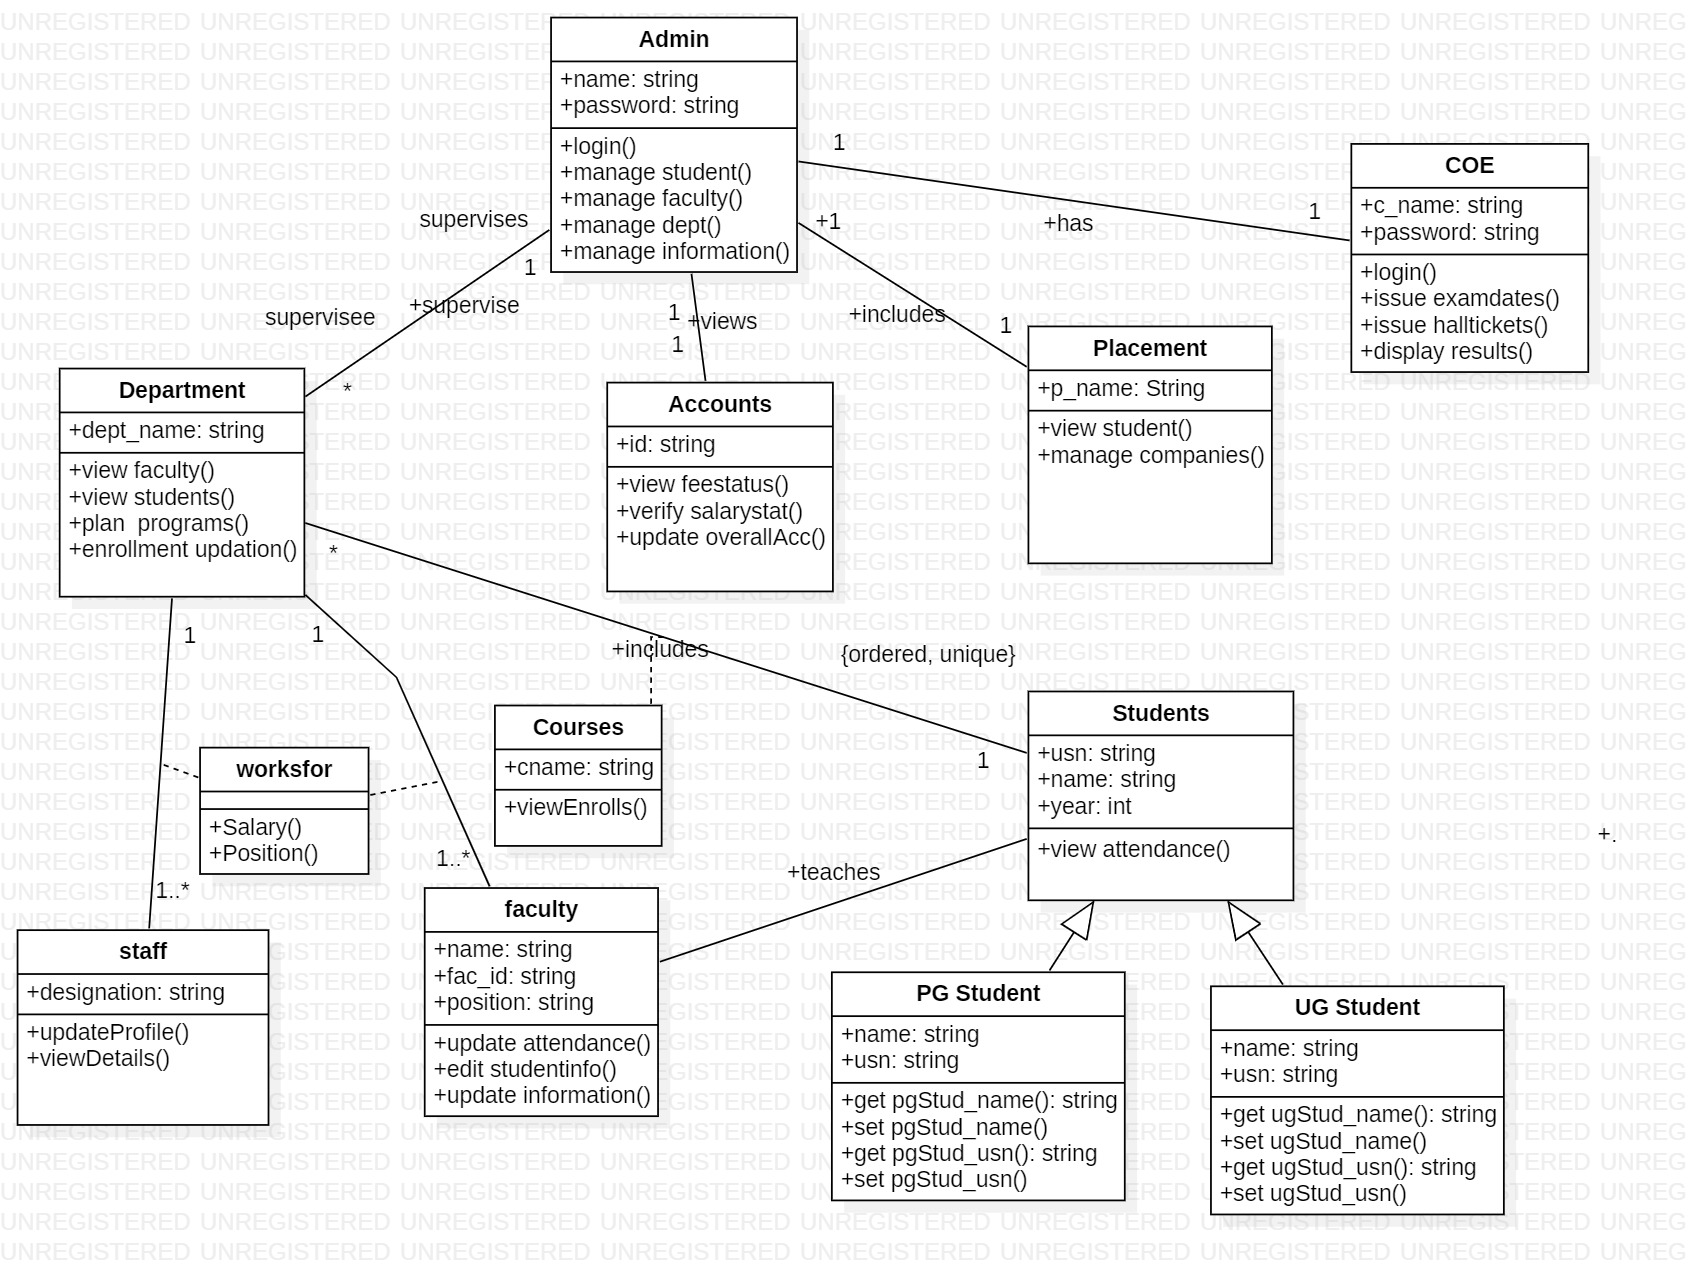 Admin
+name: string
+password: string
+login()
+manage student()
+manage faculty()
+manage dept()
+manage information()
1
+has
1
COE
+c_name: string
+password: string
+login()
+issue examdates()
+issue halltickets()
+display results()
supervises
1
+supervise
supervisee
*
1
+views
1
+1
+includes
1
Department
+dept_name: string
+view faculty()
+view students()
+plan  programs()
+enrollment updation()
Accounts
+id: string
+view feestatus()
+verify salarystat()
+update overallAcc()
Placement
+p_name: String
+view student()
+manage companies()
*
+includes
{ordered, unique}
1
1
1
Courses
+cname: string
+viewEnrolls()
Students
+usn: string
+name: string
+year: int
+view attendance()
+.
worksfor
+Salary()
+Position()
1..*
1..*
+teaches
staff
+designation: string
+updateProfile()
+viewDetails()
faculty
+name: string
+fac_id: string
+position: string
+update attendance()
+edit studentinfo()
+update information()
PG Student
+name: string
+usn: string
+get pgStud_name(): string
+set pgStud_name()
+get pgStud_usn(): string
+set pgStud_usn()
UG Student
+name: string
+usn: string
+get ugStud_name(): string
+set ugStud_name()
+get ugStud_usn(): string
+set ugStud_usn()
UNREGISTERED